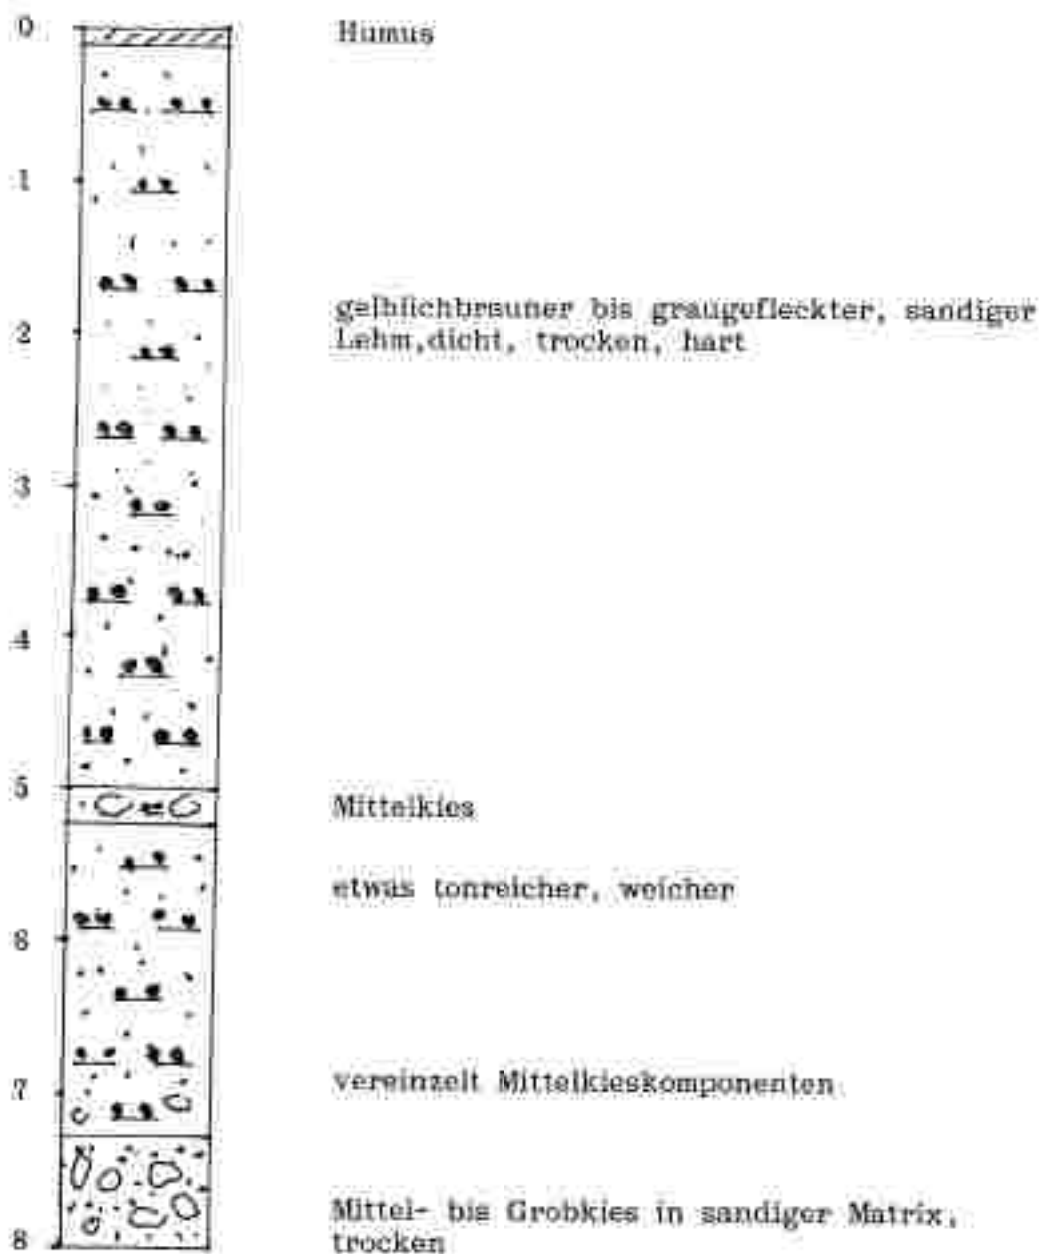 0 Humus
1
gelblichbrauner bis graugefleckter, sandiger
2
Lehm,dicht, trocken, hart
3
4
5
Mittelkies
etwas tonreicher, weicher
6
7 vereinzelt Mittelkieskomponenten
Mittel- bis Grobkies in sandiger Matrix,
8 trocken